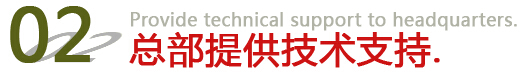 02
Provide technical support to headquarters.
总部提供技术支持.